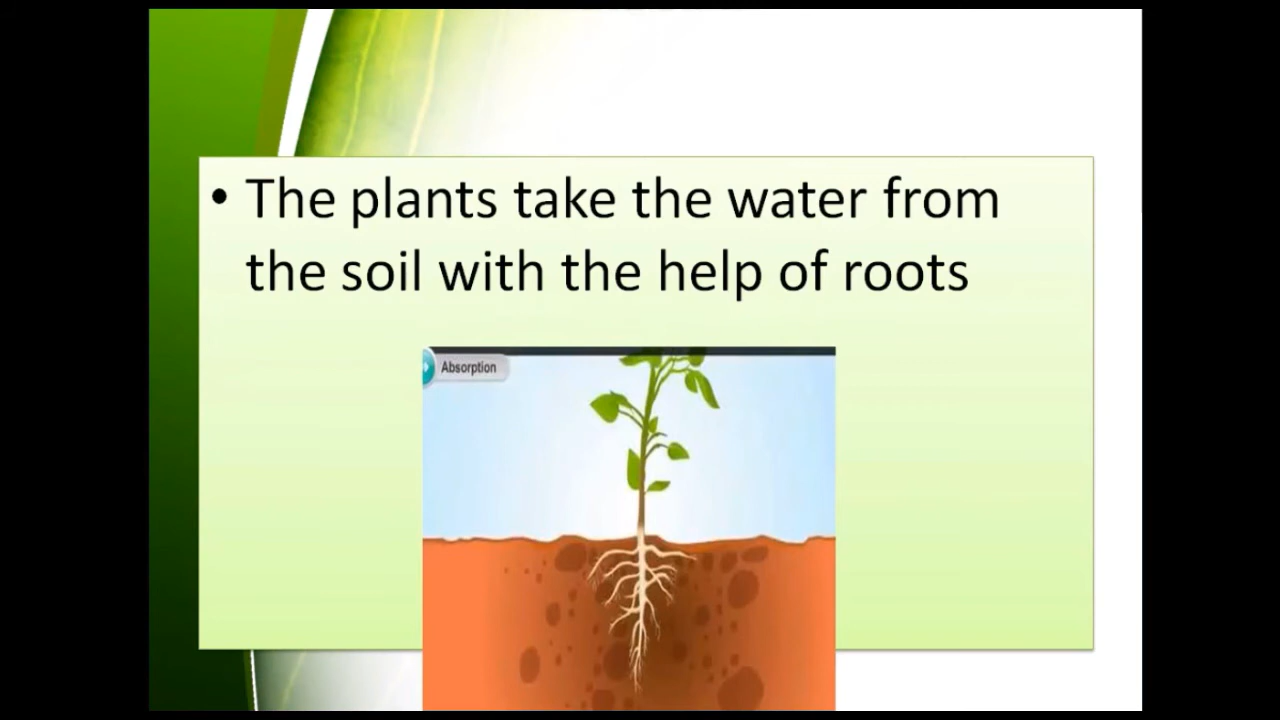 • The plants take the water from
the soil with the help of roots
Absorption